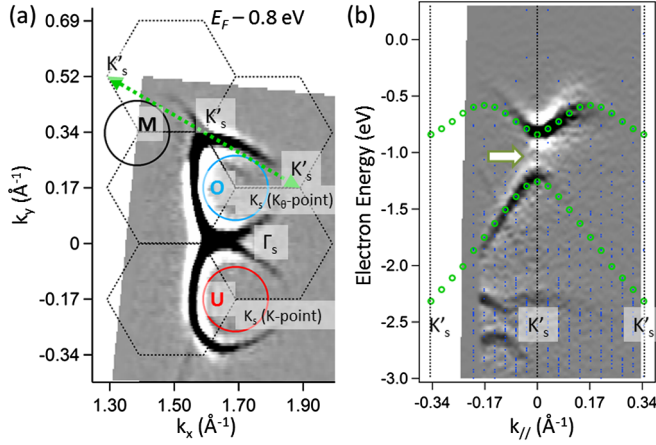 (a)
E_F – 0.8 eV
0.69
0.52
0.34
0.17
0
-0.17
-0.34
k_y (Å⁻¹)
K'_s
M
K'_s
K'_s
O
K_s (K_θ-point)
Γ_s
U
K_s (K-point)
1.30 1.50 1.70 1.90
k_x (Å⁻¹)
(b)
0.0
-0.5
-1.0
-1.5
-2.0
-2.5
-3.0
Electron Energy (eV)
K'_s K'_s K'_s
-0.34 -0.17 0 0.17 0.34
k_// (Å⁻¹)